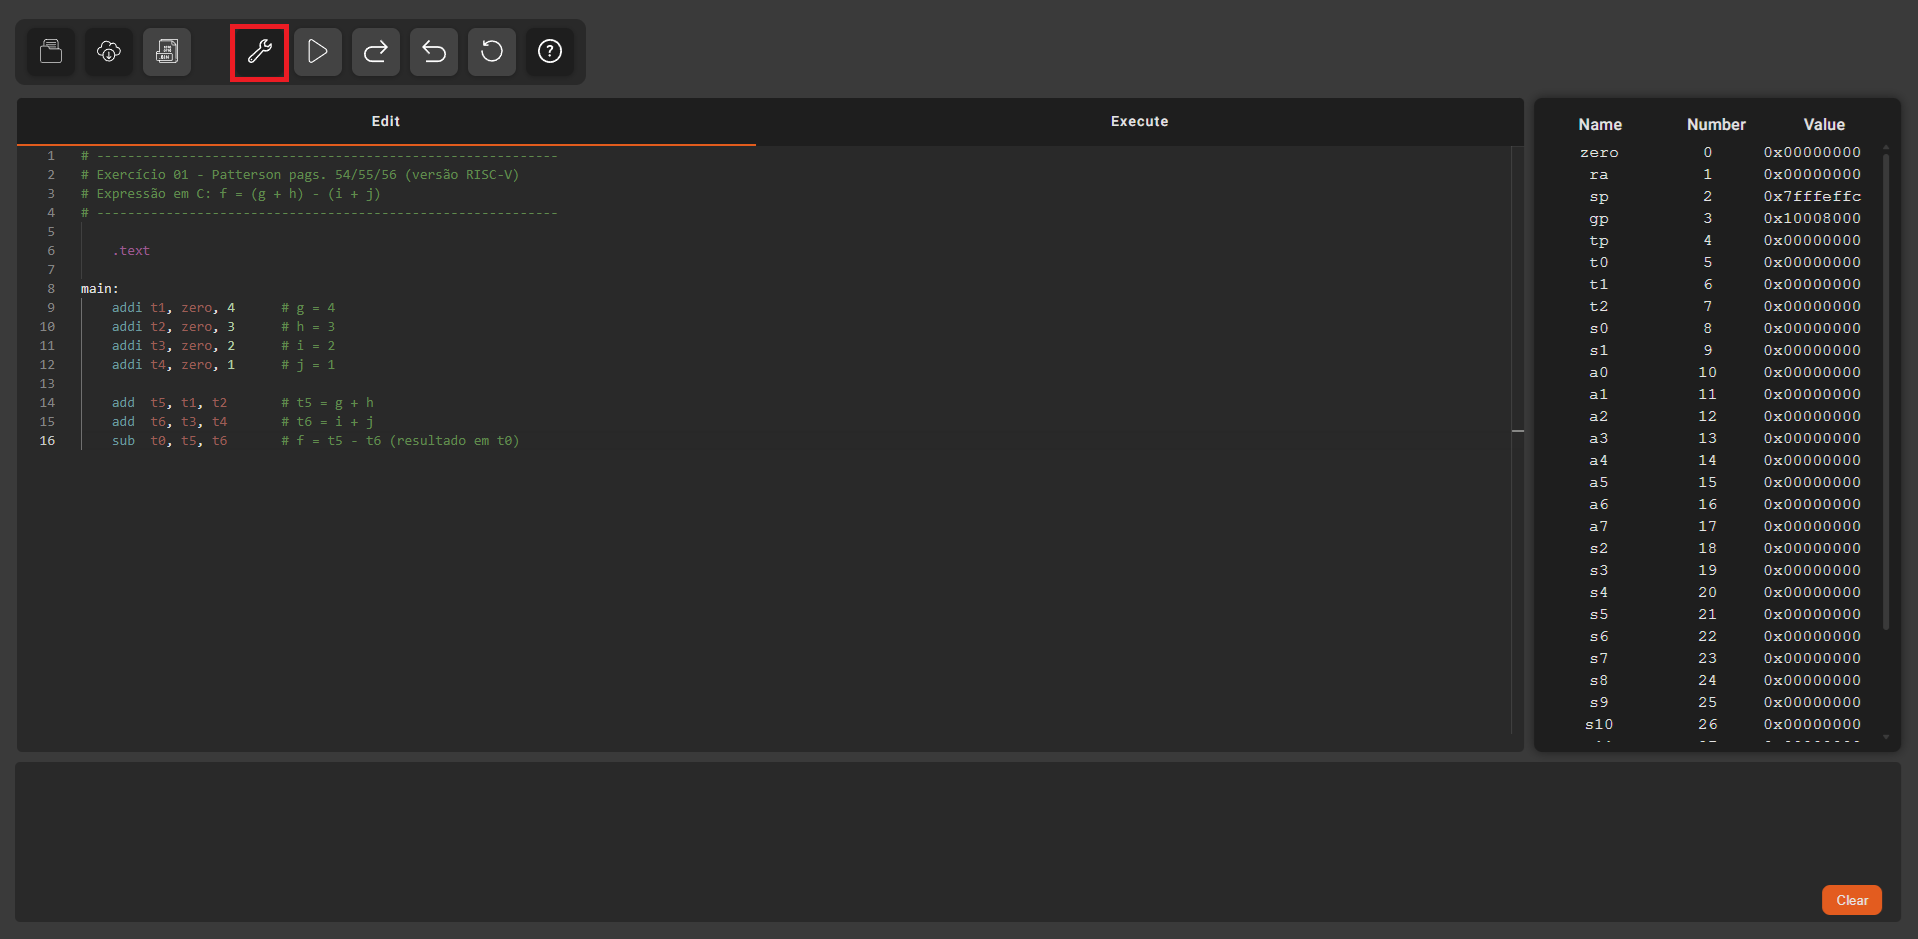 Edit
Execute
1 # ------------------------------------------------------------
2 # Exercício 01 - Patterson pags. 54/55/56 (versão RISC-V)
3 # Expressão em C: f = (g + h) - (i + j)
4 # ------------------------------------------------------------
5
6 .text
7
8 main:
9 addi t1, zero, 4 # g = 4
10 addi t2, zero, 3 # h = 3
11 addi t3, zero, 2 # i = 2
12 addi t4, zero, 1 # j = 1
13
14 add t5, t1, t2 # t5 = g + h
15 add t6, t3, t4 # t6 = i + j
16 sub t0, t5, t6 # f = t5 - t6 (resultado em t0)
Name Number Value
zero 0 0x00000000
ra 1 0x00000000
sp 2 0x7fffeffc
gp 3 0x10008000
tp 4 0x00000000
t0 5 0x00000000
t1 6 0x00000000
t2 7 0x00000000
s0 8 0x00000000
s1 9 0x00000000
a0 10 0x00000000
a1 11 0x00000000
a2 12 0x00000000
a3 13 0x00000000
a4 14 0x00000000
a5 15 0x00000000
a6 16 0x00000000
a7 17 0x00000000
s2 18 0x00000000
s3 19 0x00000000
s4 20 0x00000000
s5 21 0x00000000
s6 22 0x00000000
s7 23 0x00000000
s8 24 0x00000000
s9 25 0x00000000
s10 26 0x00000000
Clear